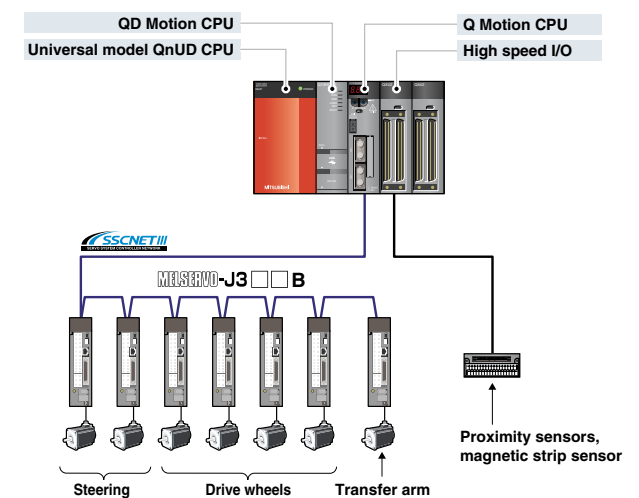 QD Motion CPU
Q Motion CPU
Universal model QnUD CPU
High speed I/O
MITSUBISHI
SSCNET III
SERVO SYSTEM CONTROLLER NETWORK
MELSERVO-J3□□B
Proximity sensors,
magnetic strip sensor
Steering
Drive wheels
Transfer arm